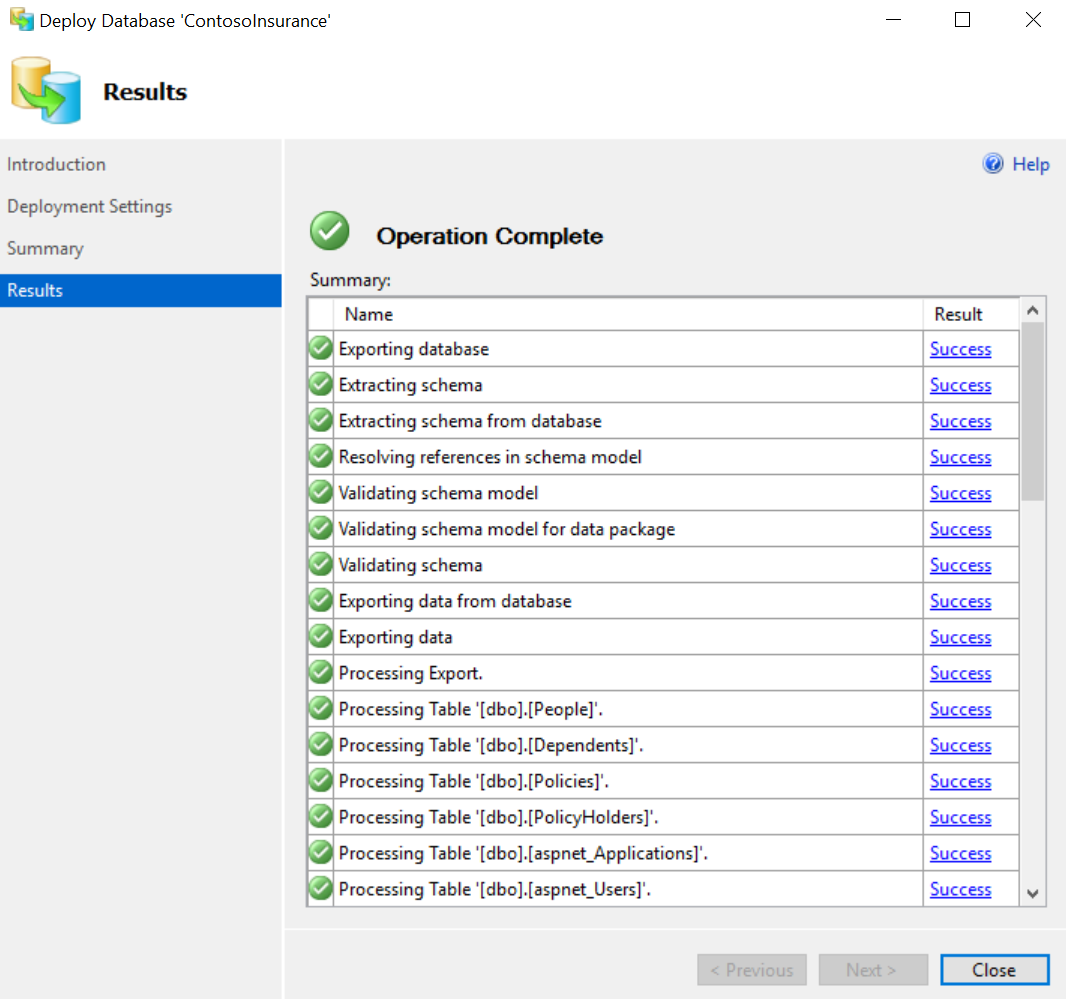 Deploy Database 'ContosoInsurance'
Results
Introduction
Deployment Settings
Summary
Results
Help
Operation Complete
Summary:
Name Result
Exporting database Success
Extracting schema Success
Extracting schema from database Success
Resolving references in schema model Success
Validating schema model Success
Validating schema model for data package Success
Validating schema Success
Exporting data from database Success
Exporting data Success
Processing Export. Success
Processing Table '[dbo].[People]'. Success
Processing Table '[dbo].[Dependents]'. Success
Processing Table '[dbo].[Policies]'. Success
Processing Table '[dbo].[PolicyHolders]'. Success
Processing Table '[dbo].[aspnet_Applications]'. Success
Processing Table '[dbo].[aspnet_Users]'. Success
< Previous Next > Close